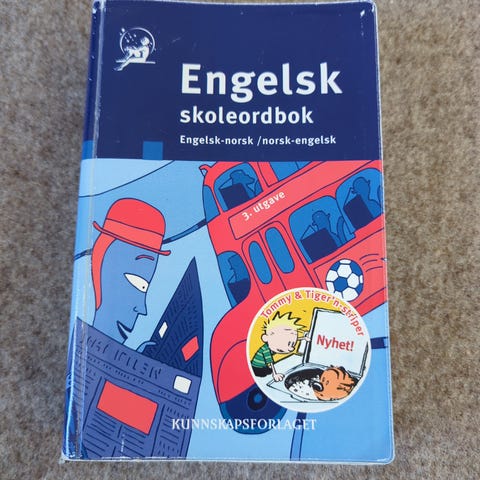 Engelsk
skoleordbok
Engelsk-norsk /norsk-engelsk
3. utgave
Tommy & Tiger'n-striper
Nyhet!
KUNNSKAPSFORLAGET